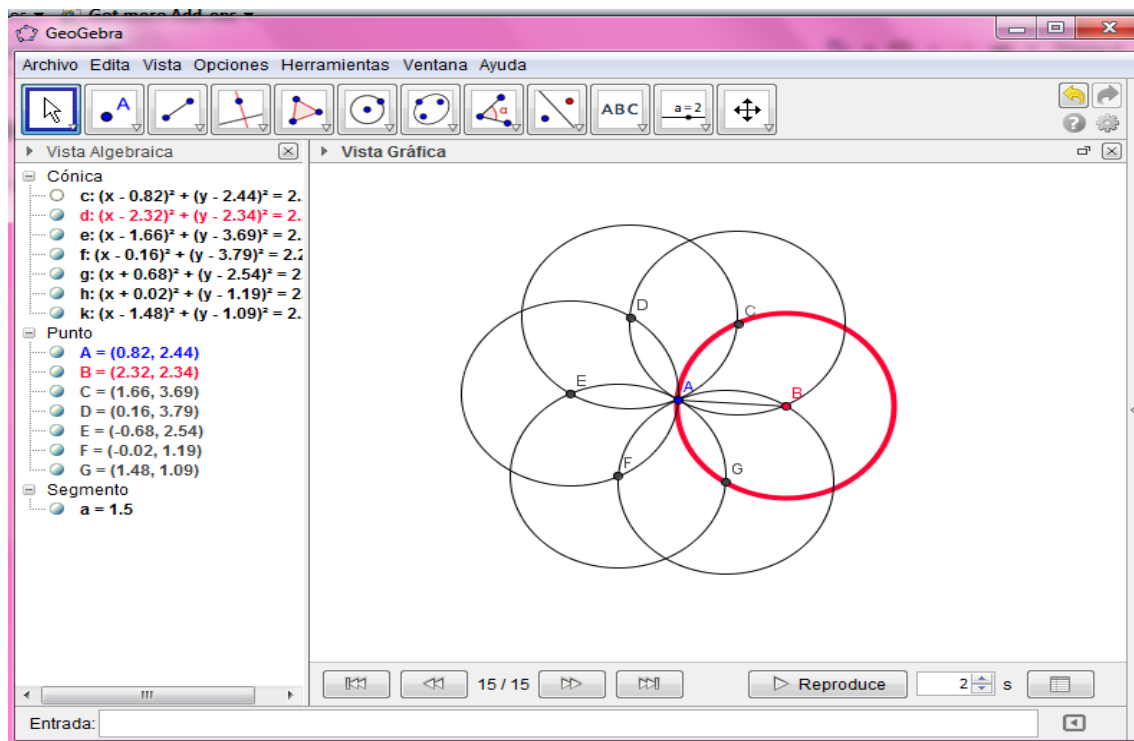 Get more Add-ons
GeoGebra
Archivo Edita Vista Opciones Herramientas Ventana Ayuda
A
α
ABC
a=2
Vista Algebraica
Vista Gráfica
Cónica
c: (x - 0.82)² + (y - 2.44)² = 2.
d: (x - 2.32)² + (y - 2.34)² = 2.
e: (x - 1.66)² + (y - 3.69)² = 2.
f: (x - 0.16)² + (y - 3.79)² = 2.2
g: (x + 0.68)² + (y - 2.54)² = 2
h: (x + 0.02)² + (y - 1.19)² = 2
k: (x - 1.48)² + (y - 1.09)² = 2.
Punto
A = (0.82, 2.44)
B = (2.32, 2.34)
C = (1.66, 3.69)
D = (0.16, 3.79)
E = (-0.68, 2.54)
F = (-0.02, 1.19)
G = (1.48, 1.09)
Segmento
a = 1.5
D
C
E
A
B
F
G
15 / 15
Reproduce
2 s
Entrada: